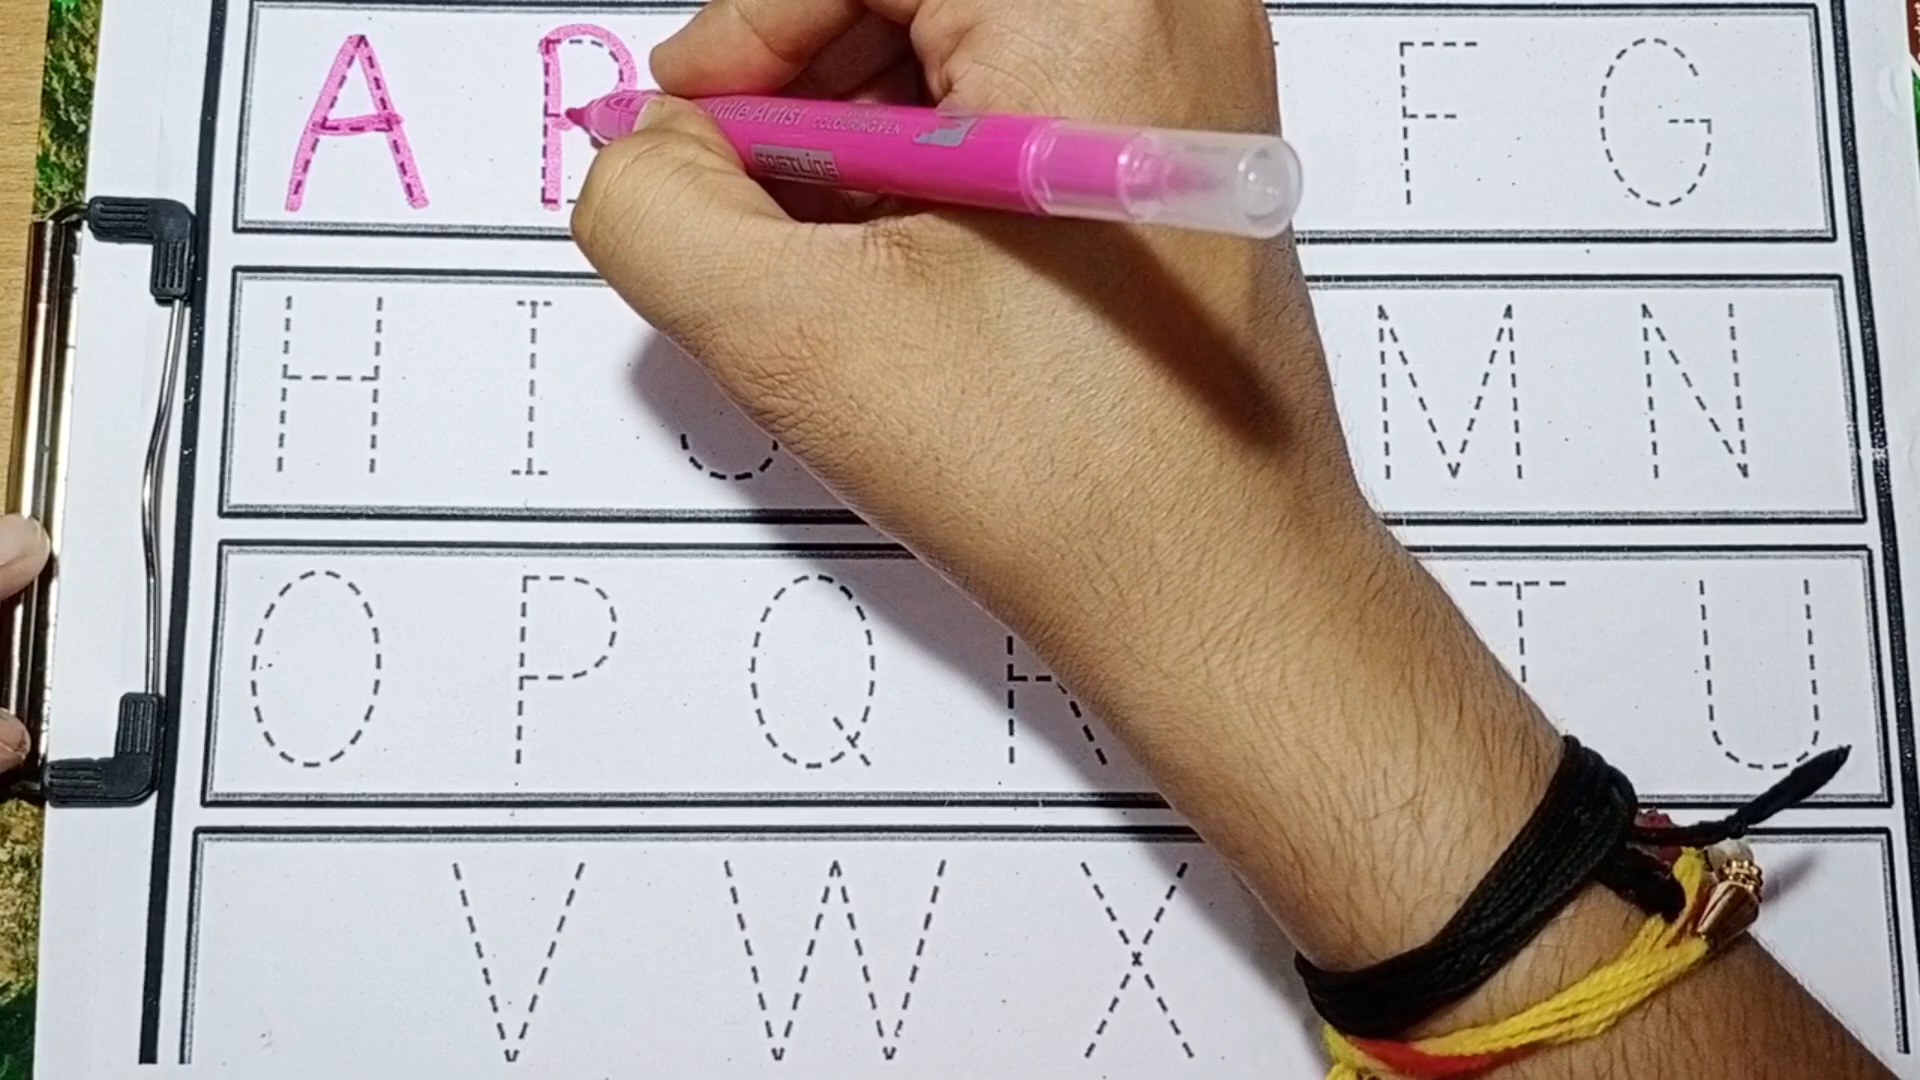 A B F G
Little Artist
COLOURING PEN
SOFTLINE
H I J M N
O P Q R T U
V W X